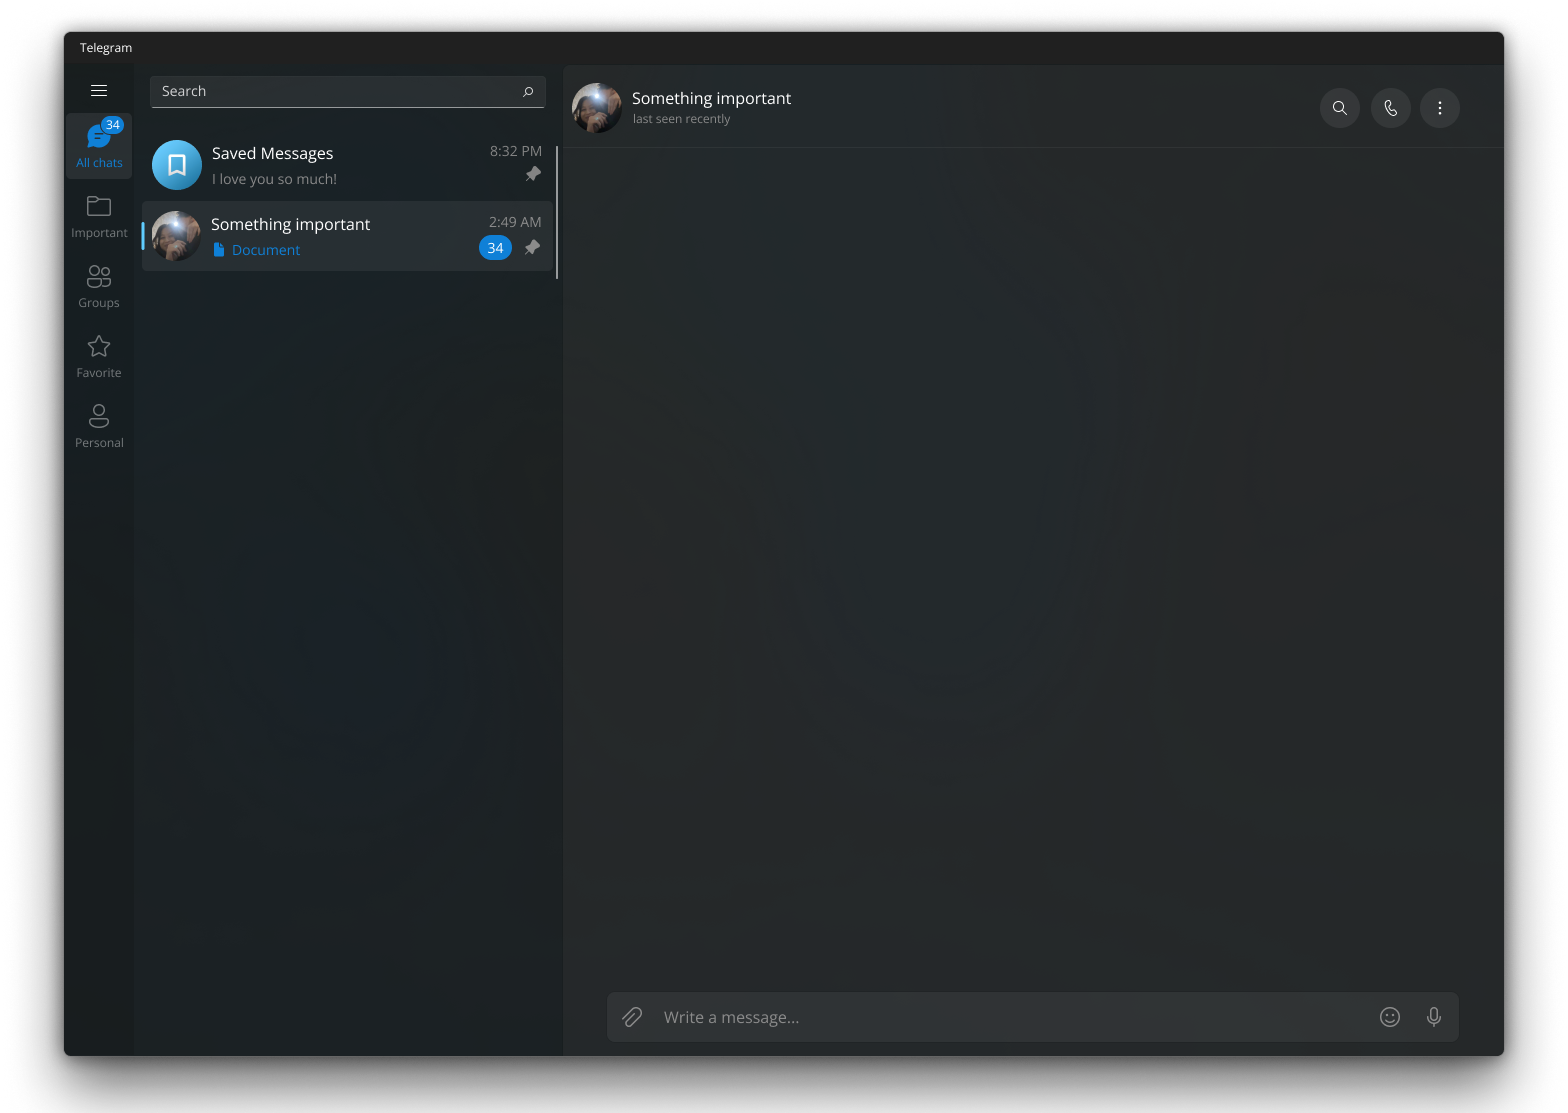 Telegram
34
All chats
Important
Groups
Favorite
Personal
Search
Saved Messages
8:32 PM
I love you so much!
Something important
2:49 AM
Document
34
Something important
last seen recently
Write a message...